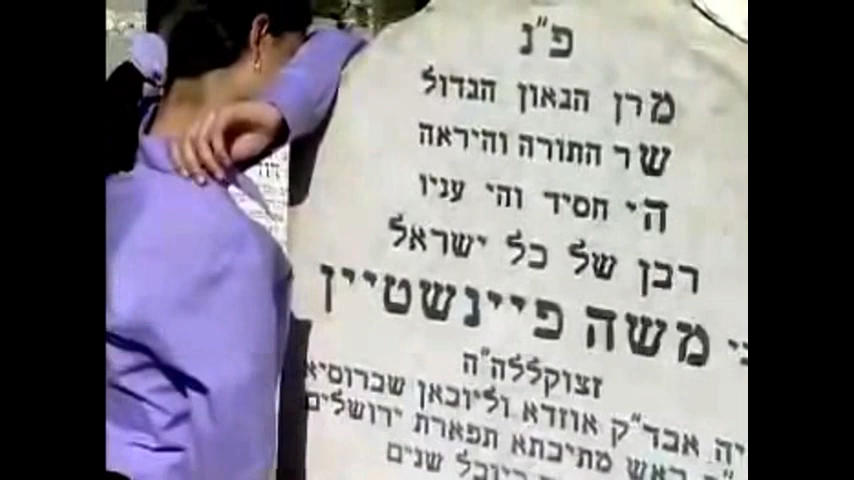 פ"נ
מרן הגאון הגדול
שר התורה והיראה
הי חסיד והי עניו
רבן של כל ישראל
משה פיינשטיין
זצוקללה"ה
אבד"ק אוזדא וליובאן שברוסיא
ראש מתיבתא תפארת ירושלים
שנים